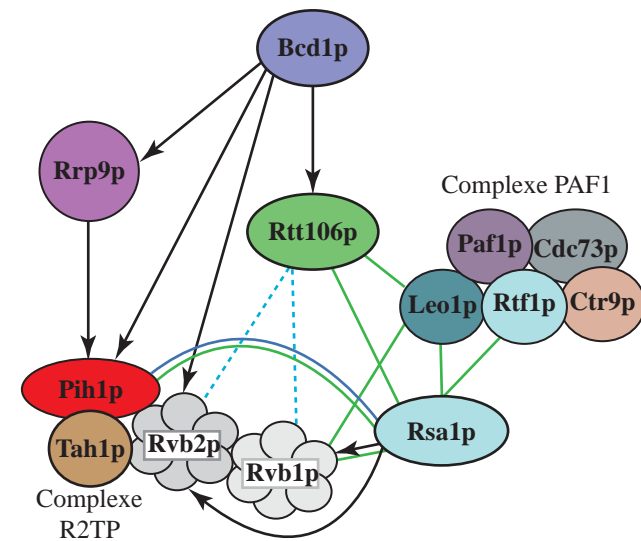 Bcd1p
Rrp9p
Complexe PAF1
Rtt106p
Paf1p
Cdc73p
Leo1p
Rtf1p
Ctr9p
Pih1p
Rsa1p
Tah1p
Rvb2p
Rvb1p
Complexe
R2TP